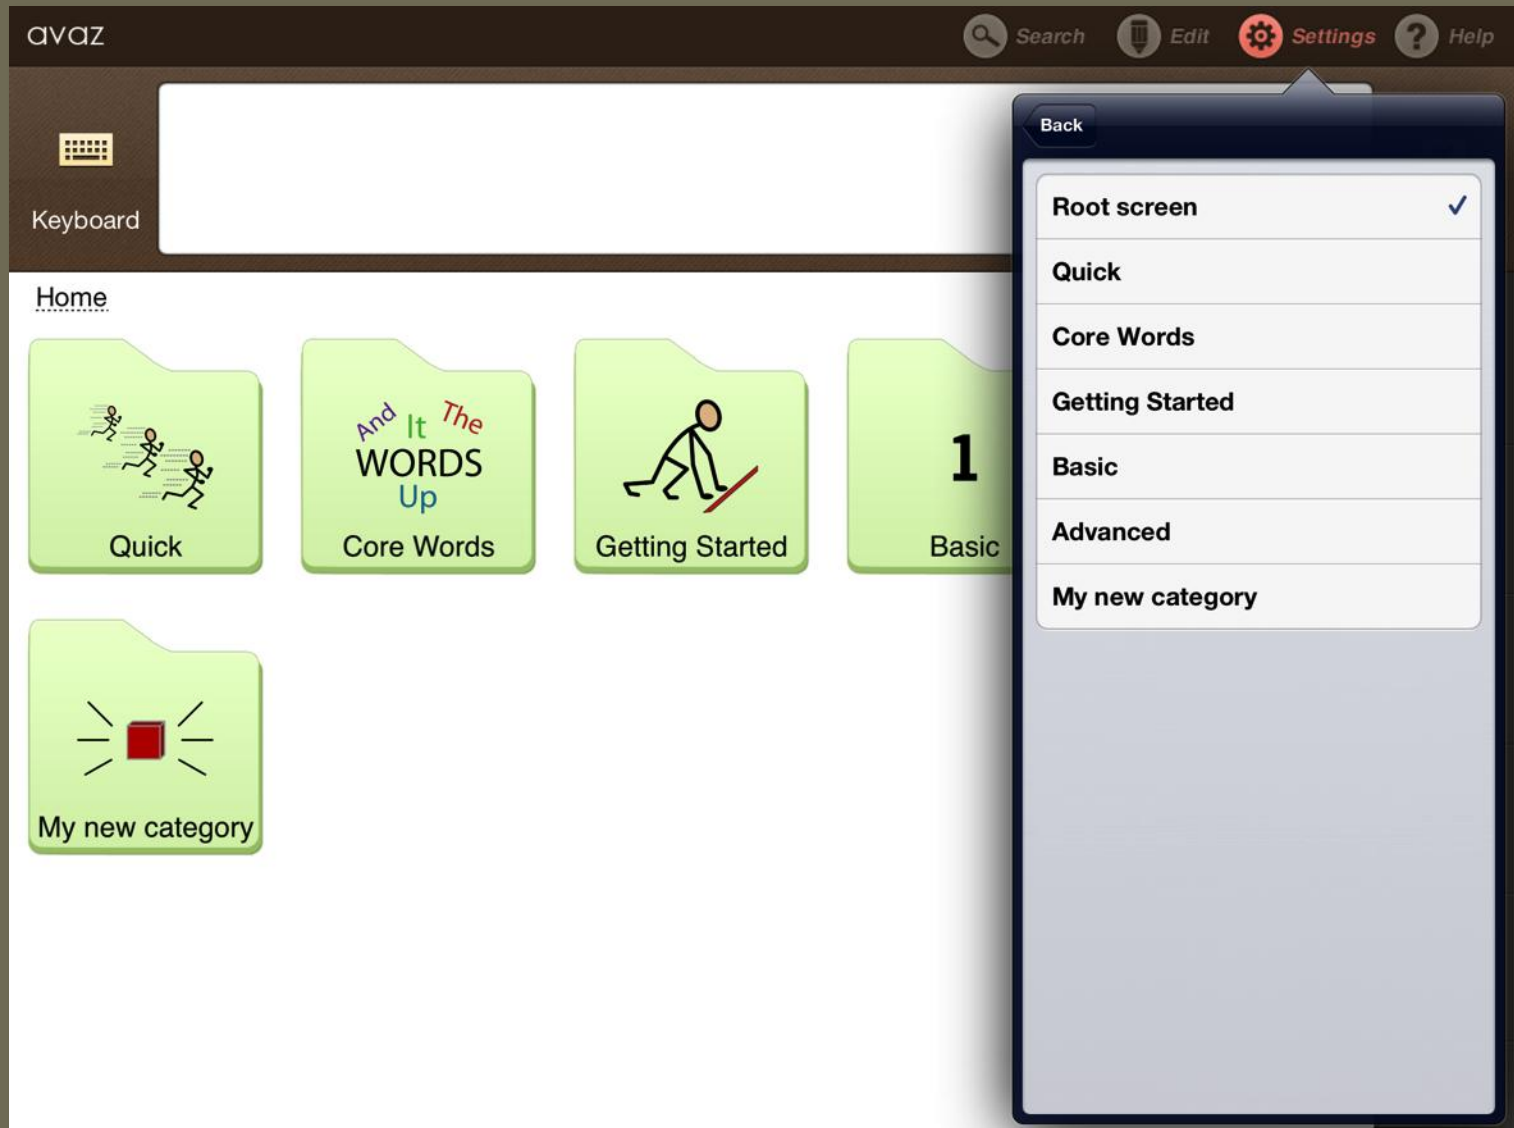 avaz
Search
Edit
Settings
Help
Keyboard
Back
Root screen
Quick
Core Words
Getting Started
Basic
Advanced
My new category
Home
And It The
WORDS
Up
1
Quick
Core Words
Getting Started
Basic
My new category